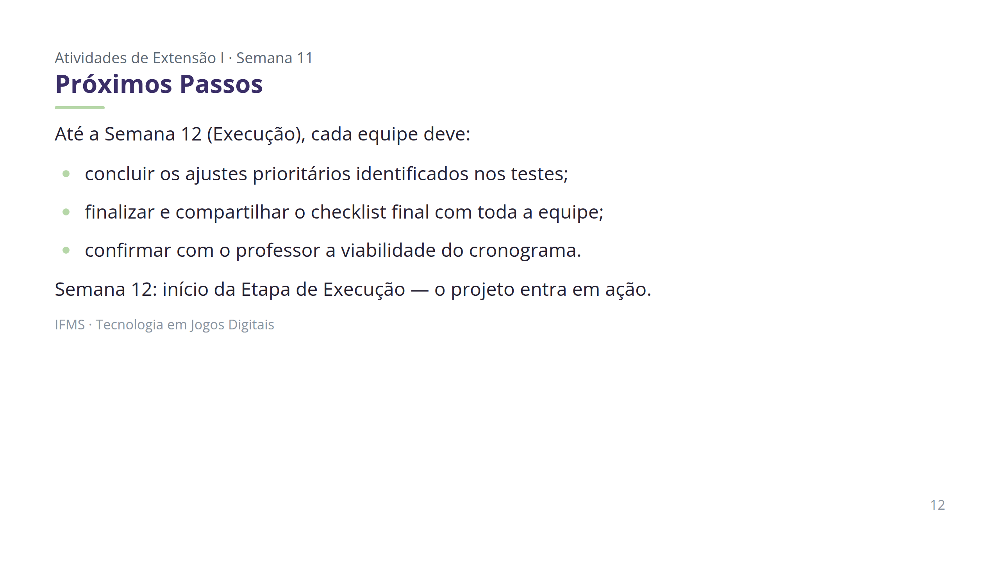 Atividades de Extensão I · Semana 11
Próximos Passos
Até a Semana 12 (Execução), cada equipe deve:
concluir os ajustes prioritários identificados nos testes;
finalizar e compartilhar o checklist final com toda a equipe;
confirmar com o professor a viabilidade do cronograma.
Semana 12: início da Etapa de Execução — o projeto entra em ação.
IFMS · Tecnologia em Jogos Digitais
12